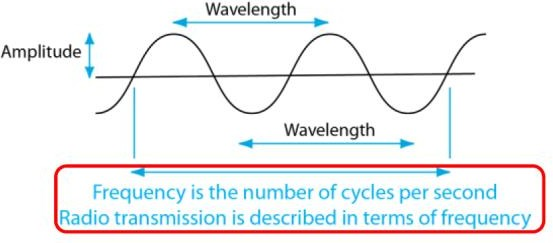 Wavelength
Amplitude
Wavelength
Frequency is the number of cycles per second
Radio transmission is described in terms of frequency